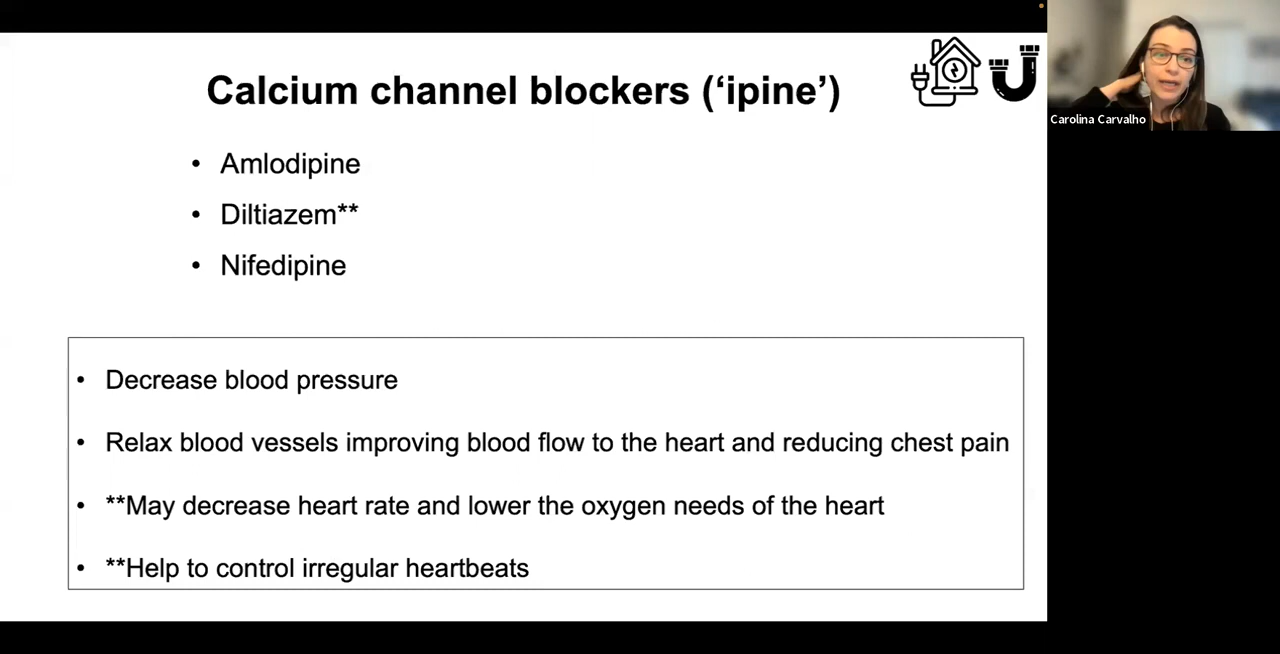 Calcium channel blockers (‘ipine’)
• Amlodipine
• Diltiazem**
• Nifedipine
• Decrease blood pressure
• Relax blood vessels improving blood flow to the heart and reducing chest pain
• **May decrease heart rate and lower the oxygen needs of the heart
• **Help to control irregular heartbeats
Carolina Carvalho